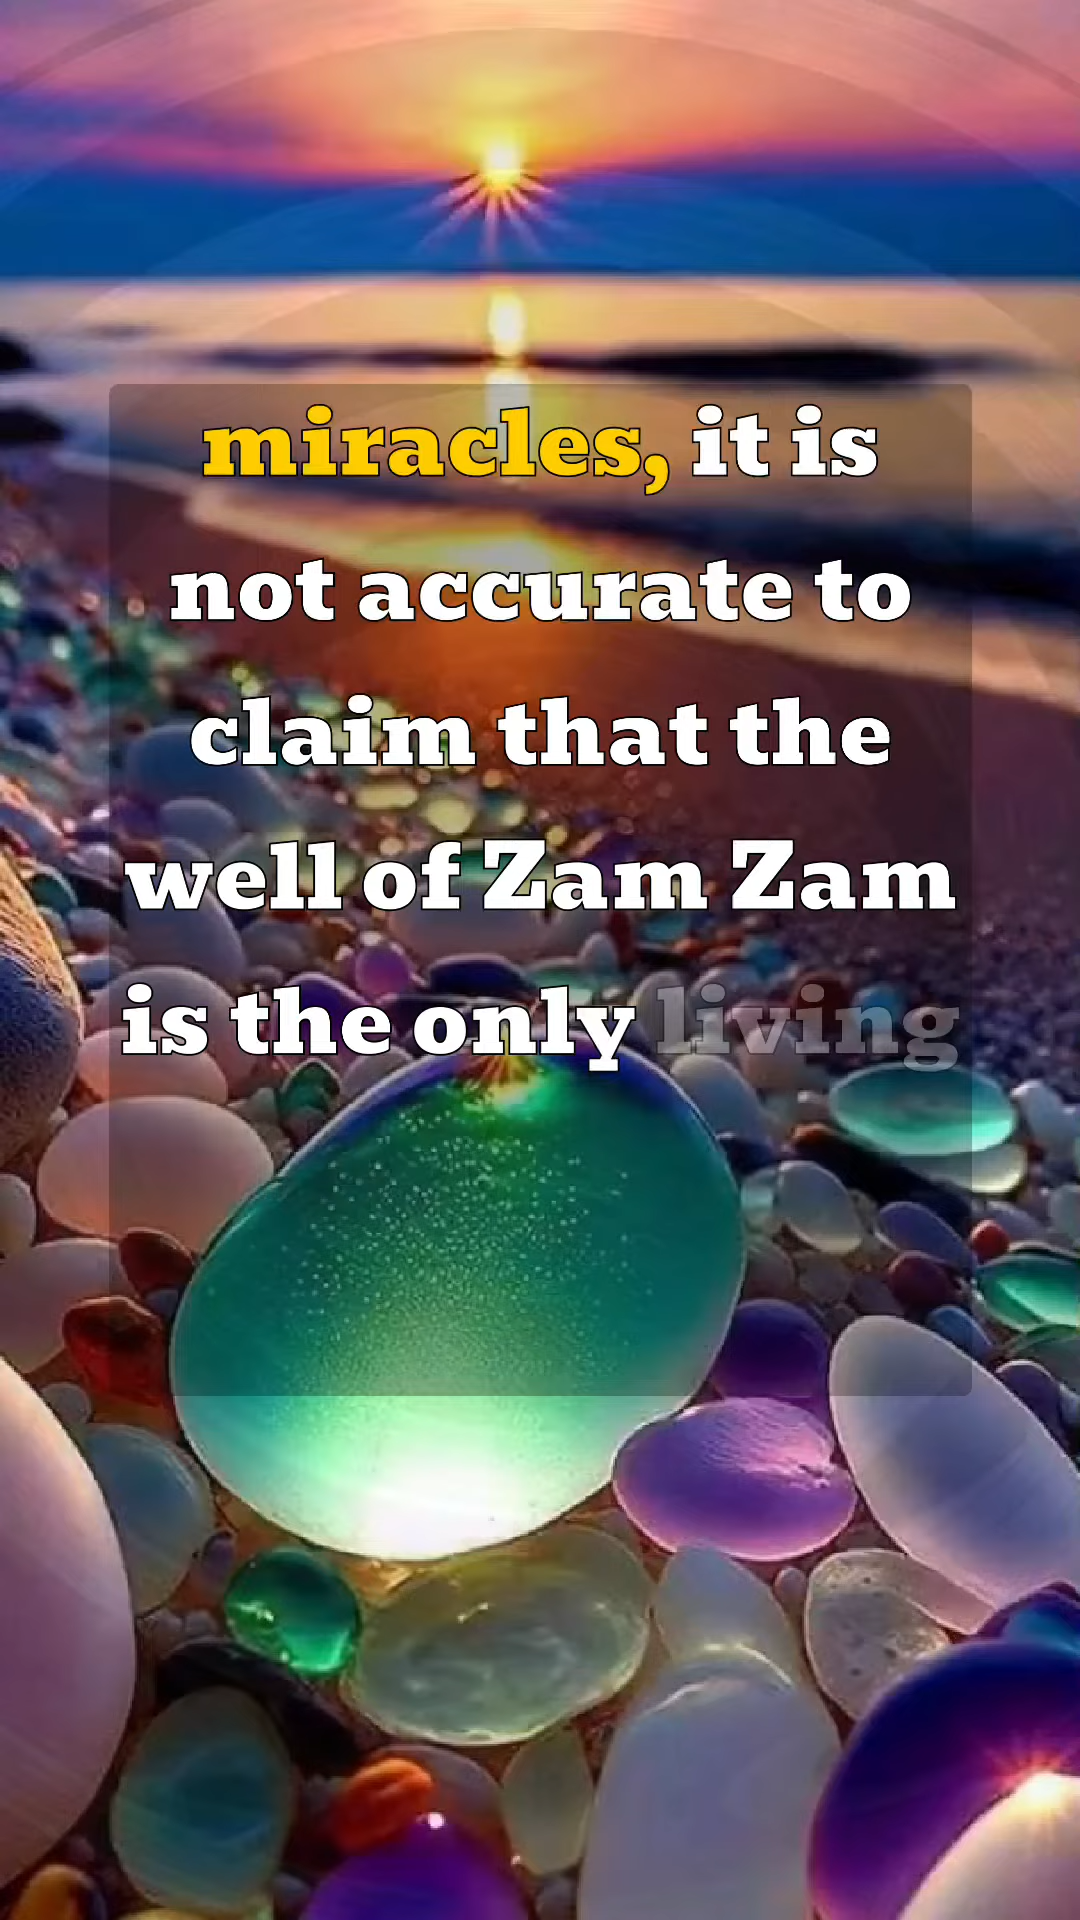 miracles, it is
not accurate to
claim that the
well of Zam Zam
is the only living